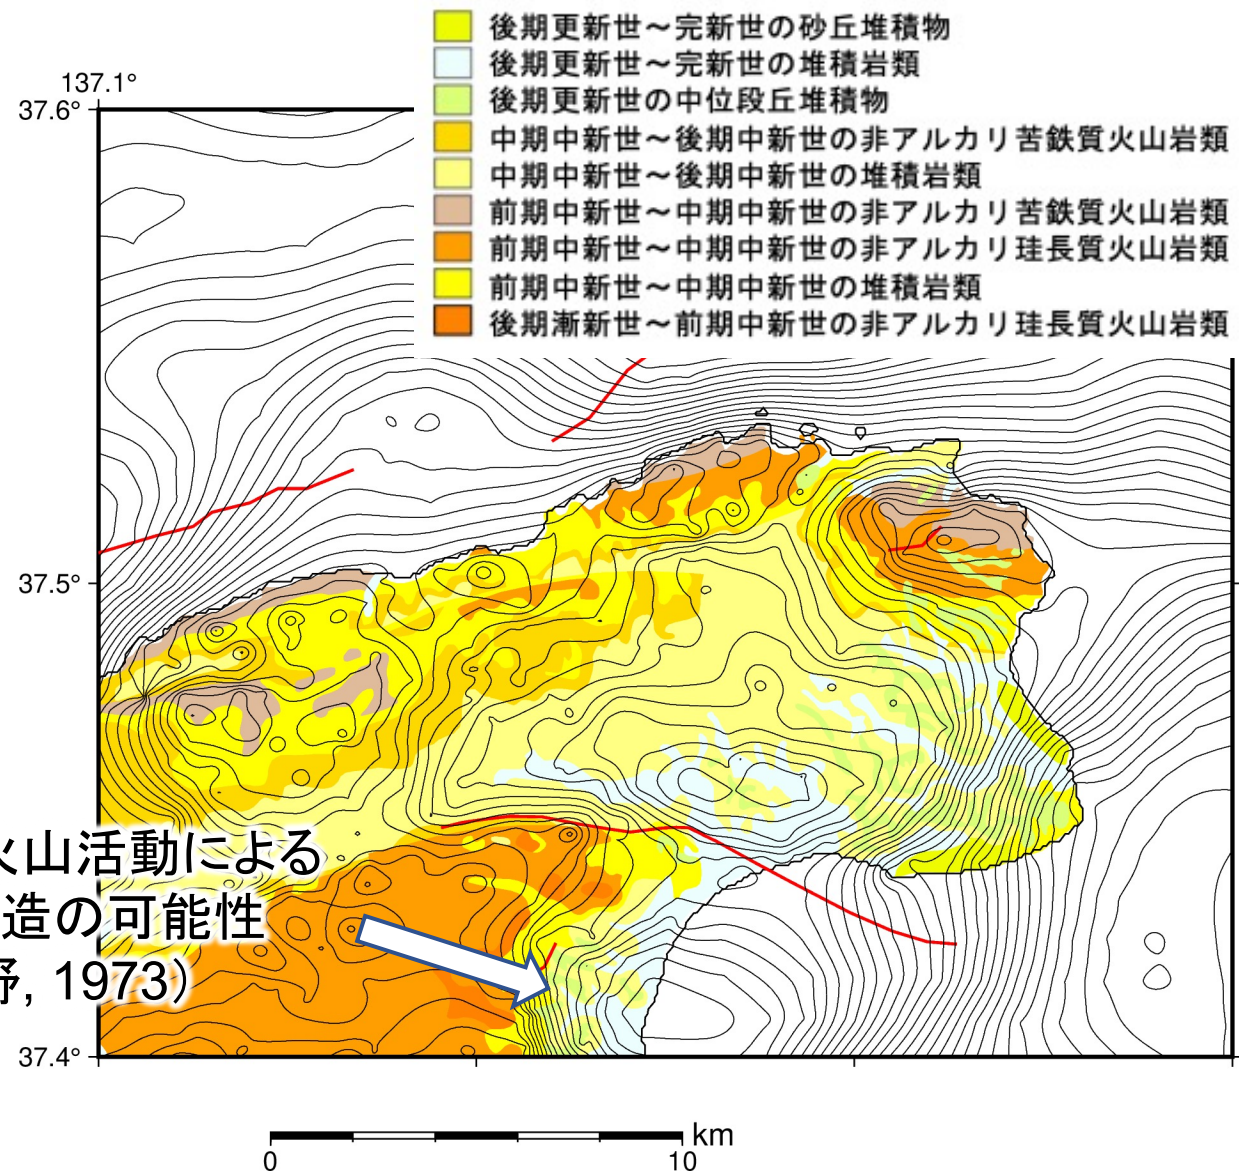 後期更新世～完新世の砂丘堆積物
後期更新世～完新世の堆積岩類
後期更新世の中位段丘堆積物
中期中新世～後期中新世の非アルカリ苦鉄質火山岩類
中期中新世～後期中新世の堆積岩類
前期中新世～中期中新世の非アルカリ苦鉄質火山岩類
前期中新世～中期中新世の非アルカリ珪長質火山岩類
前期中新世～中期中新世の堆積岩類
後期漸新世～前期中新世の非アルカリ珪長質火山岩類
137.1°
37.6°
37.5°
火山活動による
造の可能性
野, 1973）
37.4°
km
0 10